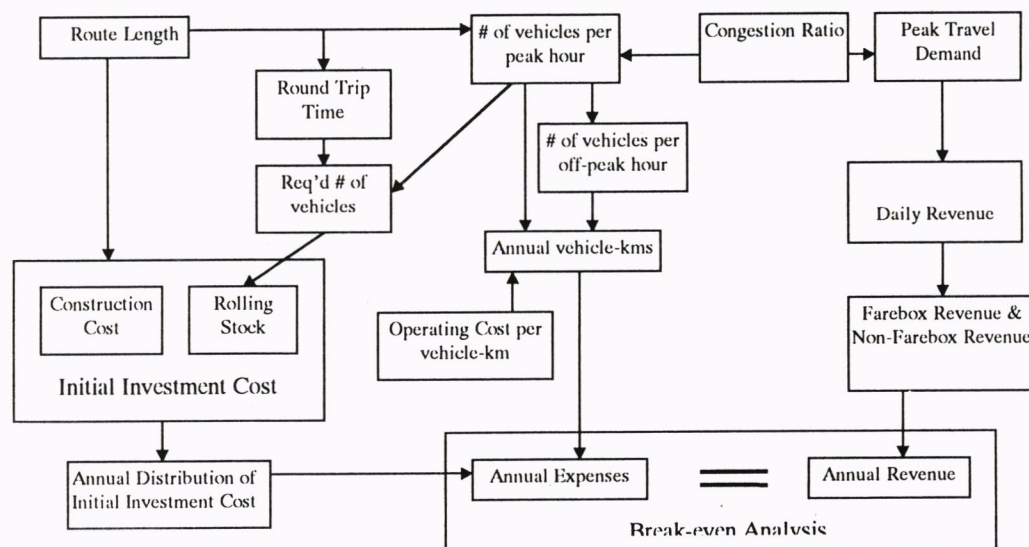 Route Length
# of vehicles per
peak hour
Congestion Ratio
Peak Travel
Demand
Round Trip
Time
# of vehicles per
off-peak hour
Req'd # of
vehicles
Daily Revenue
Annual vehicle-kms
Construction
Cost
Rolling
Stock
Initial Investment Cost
Operating Cost per
vehicle-km
Farebox Revenue &
Non-Farebox Revenue
Annual Distribution of
Initial Investment Cost
Annual Expenses
=
Annual Revenue
Break-even Analysis